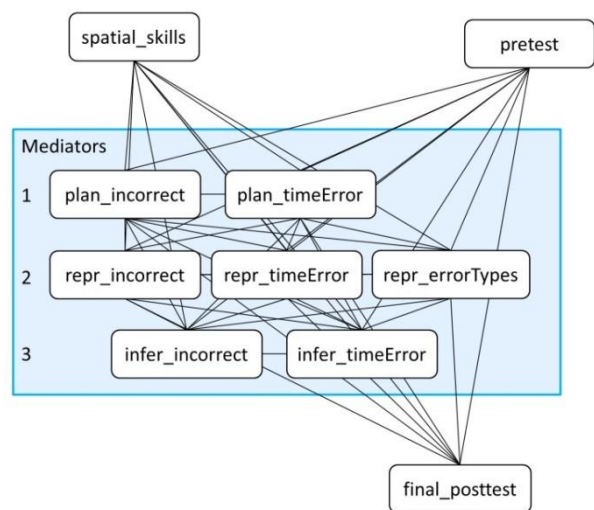 spatial_skills
pretest
Mediators
1
plan_incorrect
plan_timeError
2
repr_incorrect
repr_timeError
repr_errorTypes
3
infer_incorrect
infer_timeError
final_posttest